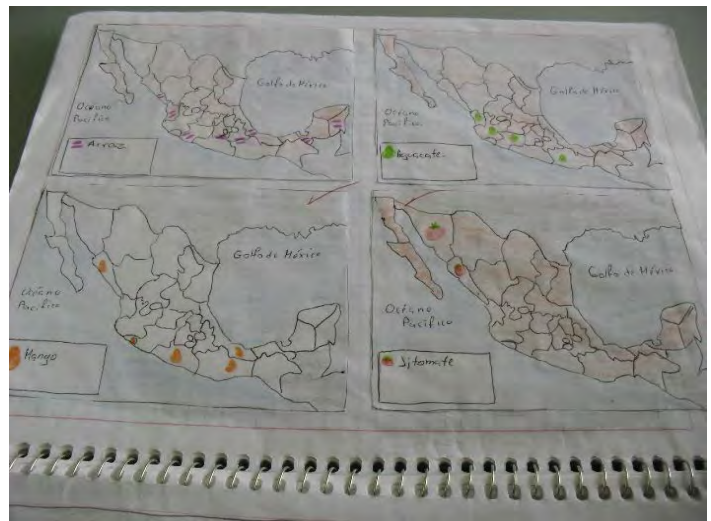 Golfo de México
Océano
Pacífico
Arroz
Golfo de México
Océano
Pacífico
Aguacate
Golfo de México
Océano
Pacífico
Mango
Golfo de México
Océano
Pacífico
Jitomate